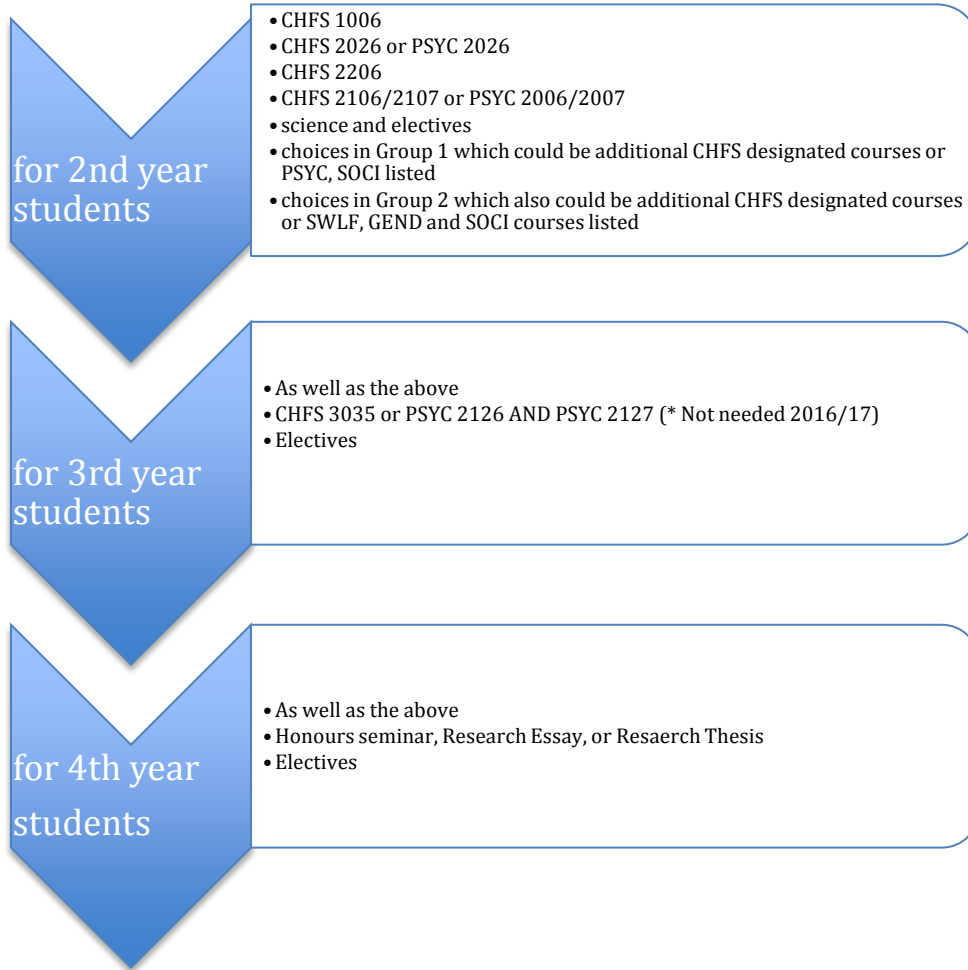 • CHFS 1006
• CHFS 2026 or PSYC 2026
• CHFS 2206
• CHFS 2106/2107 or PSYC 2006/2007
• science and electives
• choices in Group 1 which could be additional CHFS designated courses or
PSYC, SOCI listed
• choices in Group 2 which also could be additional CHFS designated courses
or SWLF, GEND and SOCI courses listed
for 2nd year
students
• As well as the above
• CHFS 3035 or PSYC 2126 AND PSYC 2127 (* Not needed 2016/17)
• Electives
for 3rd year
students
• As well as the above
• Honours seminar, Research Essay, or Resaerch Thesis
• Electives
for 4th year
students